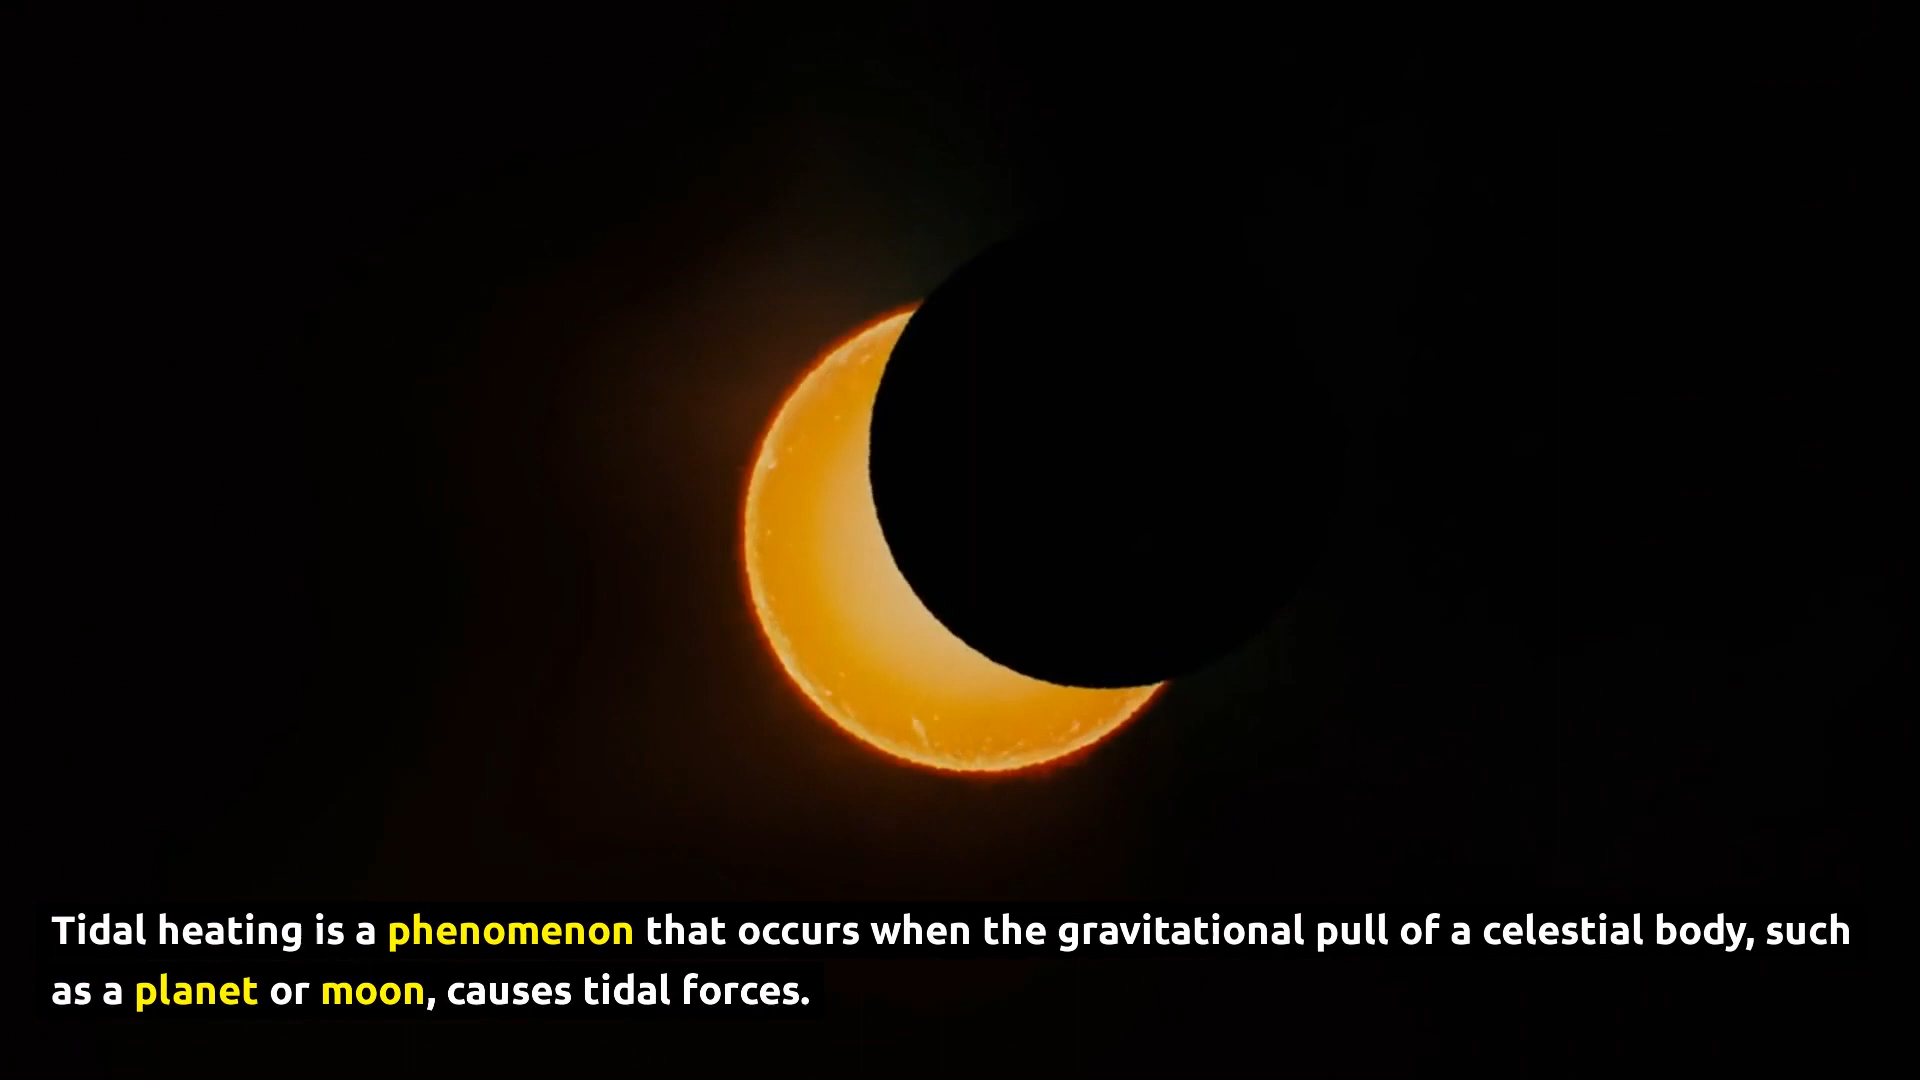 Tidal heating is a phenomenon that occurs when the gravitational pull of a celestial body, such
as a planet or moon, causes tidal forces.